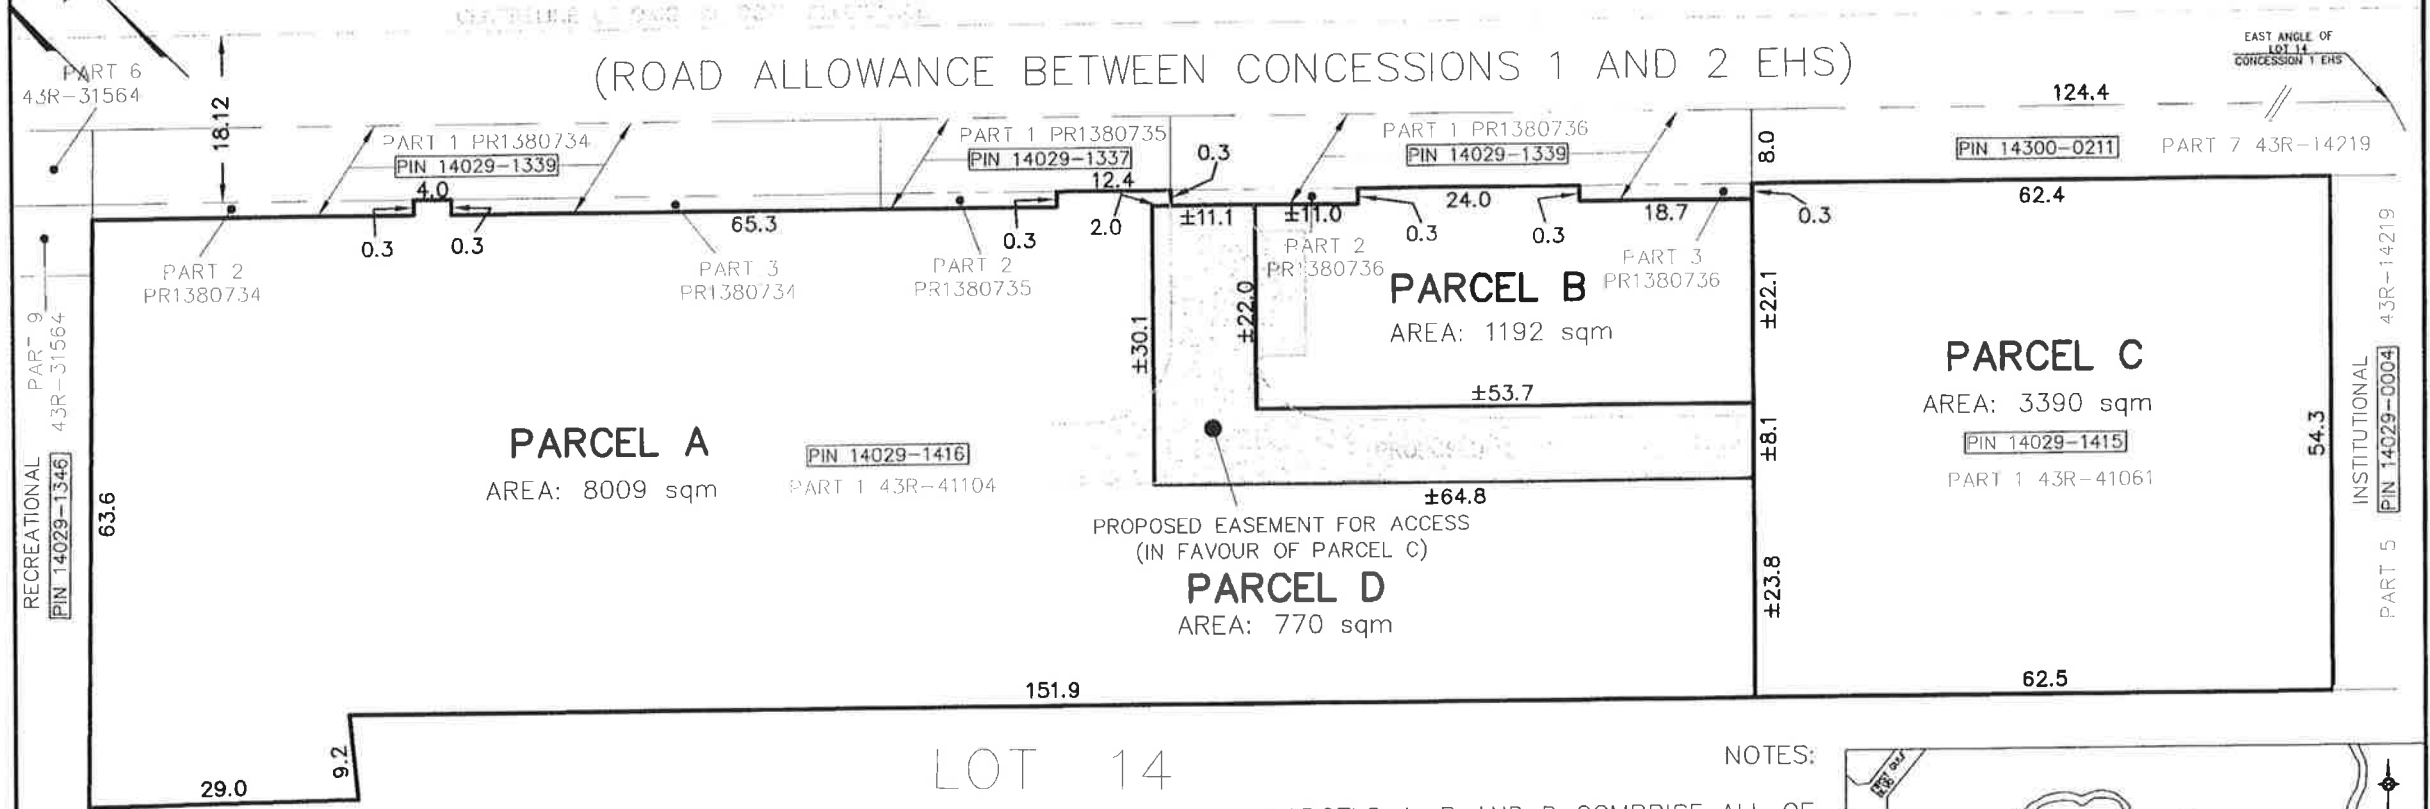 (ROAD ALLOWANCE BETWEEN CONCESSIONS 1 AND 2 EHS)
EAST ANGLE OF
LOT 14
CONCESSION 1 EHS
PART 6
43R-31564
18.12
124.4
PART 1 PR1380734
PIN 14029-1339
PART 1 PR1380735
PIN 14029-1337
PART 1 PR1380736
PIN 14029-1339
8.0
PIN 14300-0211
PART 7 43R-14219
4.0
0.3
0.3
65.3
0.3
12.4
2.0
0.3
±11.1
±11.0
0.3
24.0
0.3
18.7
0.3
62.4
PART 2
PR1380734
PART 3
PR1380734
PART 2
PR1380735
PART 2
PR1380736
PART 3
PR1380736
PARCEL B
AREA: 1192 sqm
±30.1
±22.0
±22.1
±53.7
±8.1
PARCEL C
AREA: 3390 sqm
PIN 14029-1415
PART 1 43R-41061
54.3
PARCEL A
AREA: 8009 sqm
PIN 14029-1416
PART 1 43R-41104
PROPOSED
±64.8
PROPOSED EASEMENT FOR ACCESS
(IN FAVOUR OF PARCEL C)
PARCEL D
AREA: 770 sqm
±23.8
63.6
RECREATIONAL
PIN 14029-1346
PART 9
43R-31564
INSTITUTIONAL
PIN 14029-0004
PART 5 43R-14219
151.9
62.5
9.2
29.0
LOT 14
NOTES: